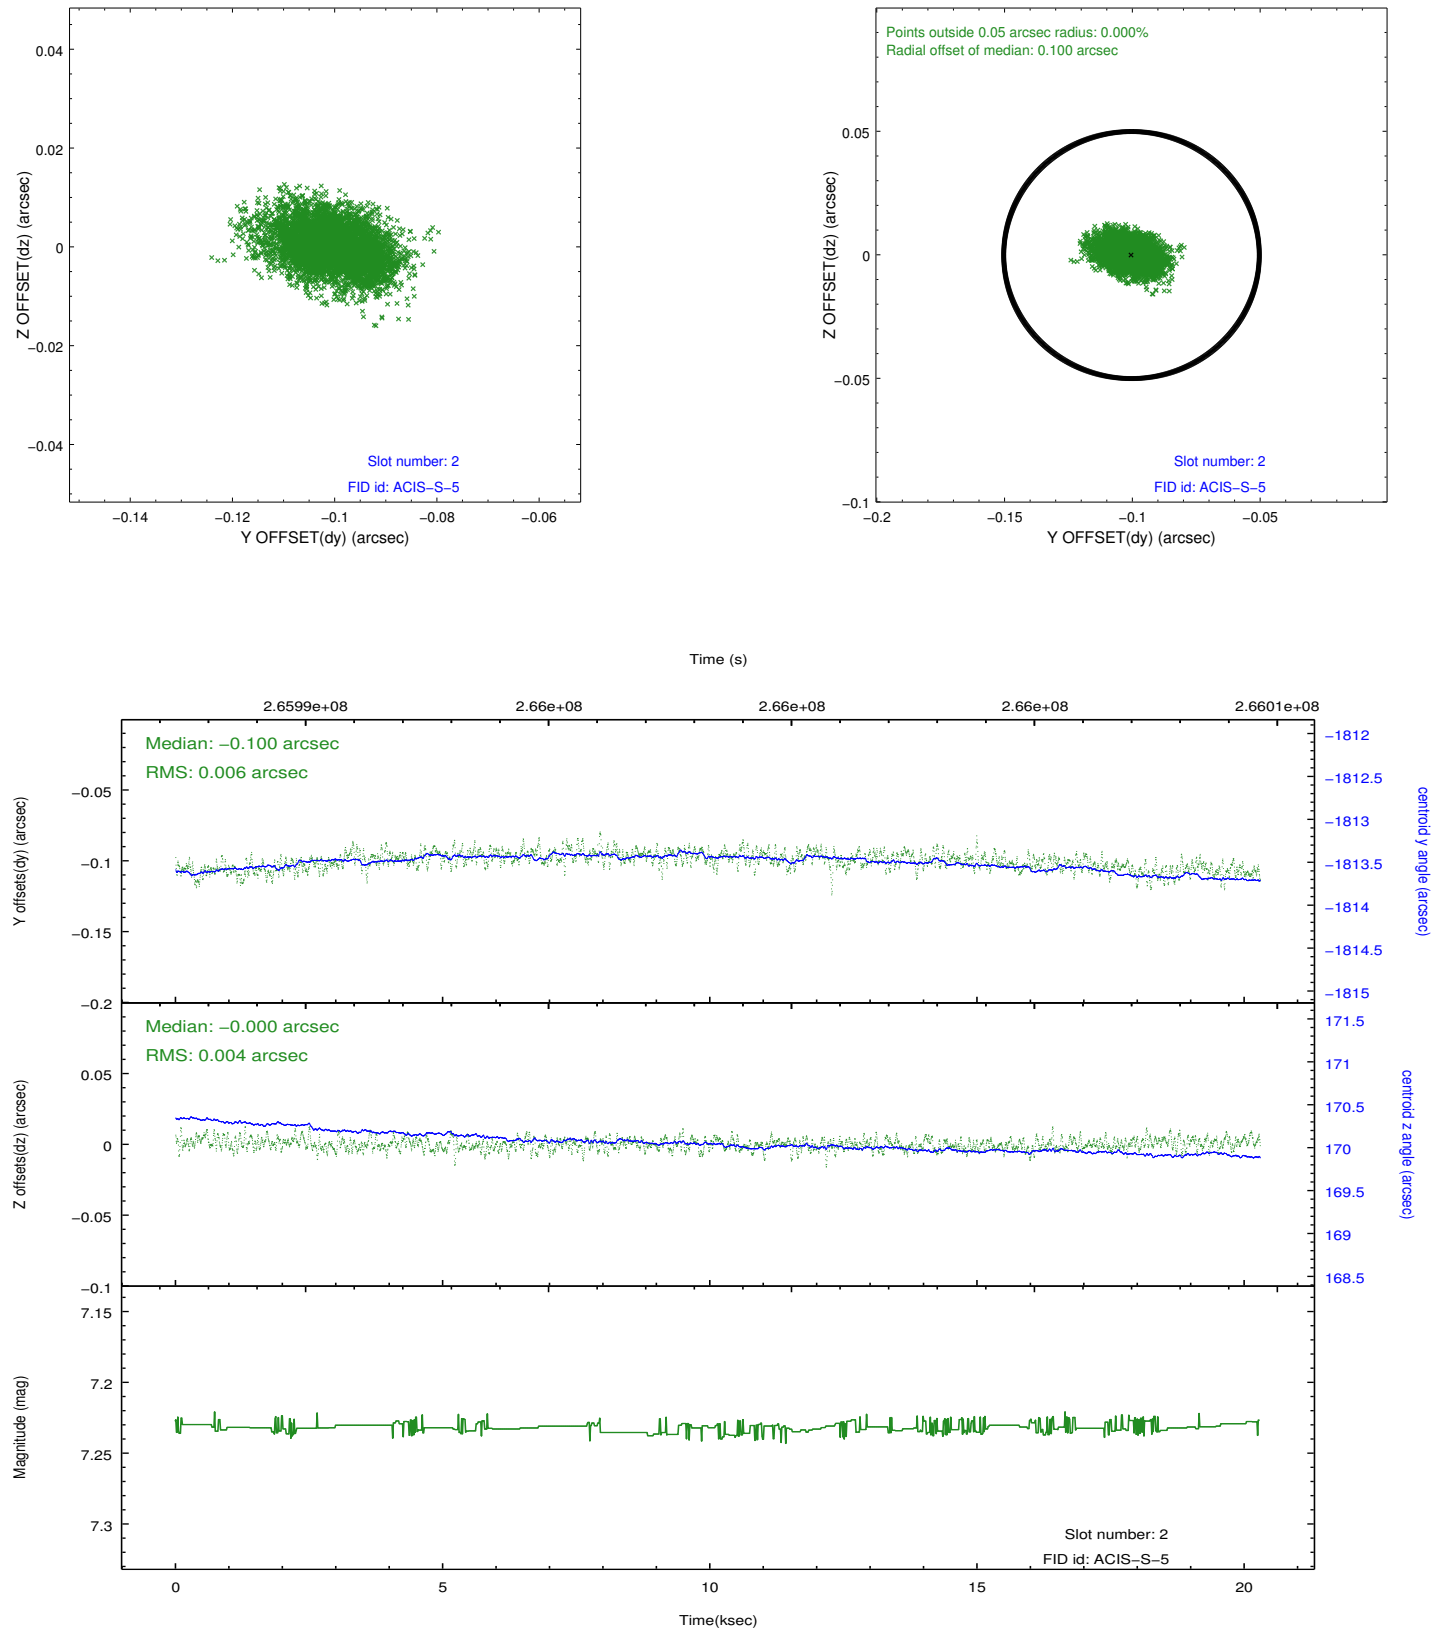 0.04
0.02
0
−0.02
−0.04
Z OFFSET(dz) (arcsec)
Slot number: 2
FID id: ACIS−S−5
−0.14 −0.12 −0.1 −0.08 −0.06
Y OFFSET(dy) (arcsec)
Points outside 0.05 arcsec radius: 0.000%
Radial offset of median: 0.100 arcsec
0.05
0
−0.05
−0.1
Z OFFSET(dz) (arcsec)
Slot number: 2
FID id: ACIS−S−5
−0.2 −0.15 −0.1 −0.05
Y OFFSET(dy) (arcsec)
Time (s)
2.6599e+08 2.66e+08 2.66e+08 2.66e+08 2.6601e+08
Median: −0.100 arcsec
RMS: 0.006 arcsec
−0.05
−0.1
−0.15
−0.2
Y offsets(dy) (arcsec)
−1812
−1812.5
−1813
−1813.5
−1814
−1814.5
−1815
centroid y angle (arcsec)
Median: −0.000 arcsec
RMS: 0.004 arcsec
0.05
0
−0.05
−0.1
Z offsets(dz) (arcsec)
171.5
171
170.5
170
169.5
169
168.5
centroid z angle (arcsec)
7.15
7.2
7.25
7.3
Magnitude (mag)
Slot number: 2
FID id: ACIS−S−5
0 5 10 15 20
Time(ksec)